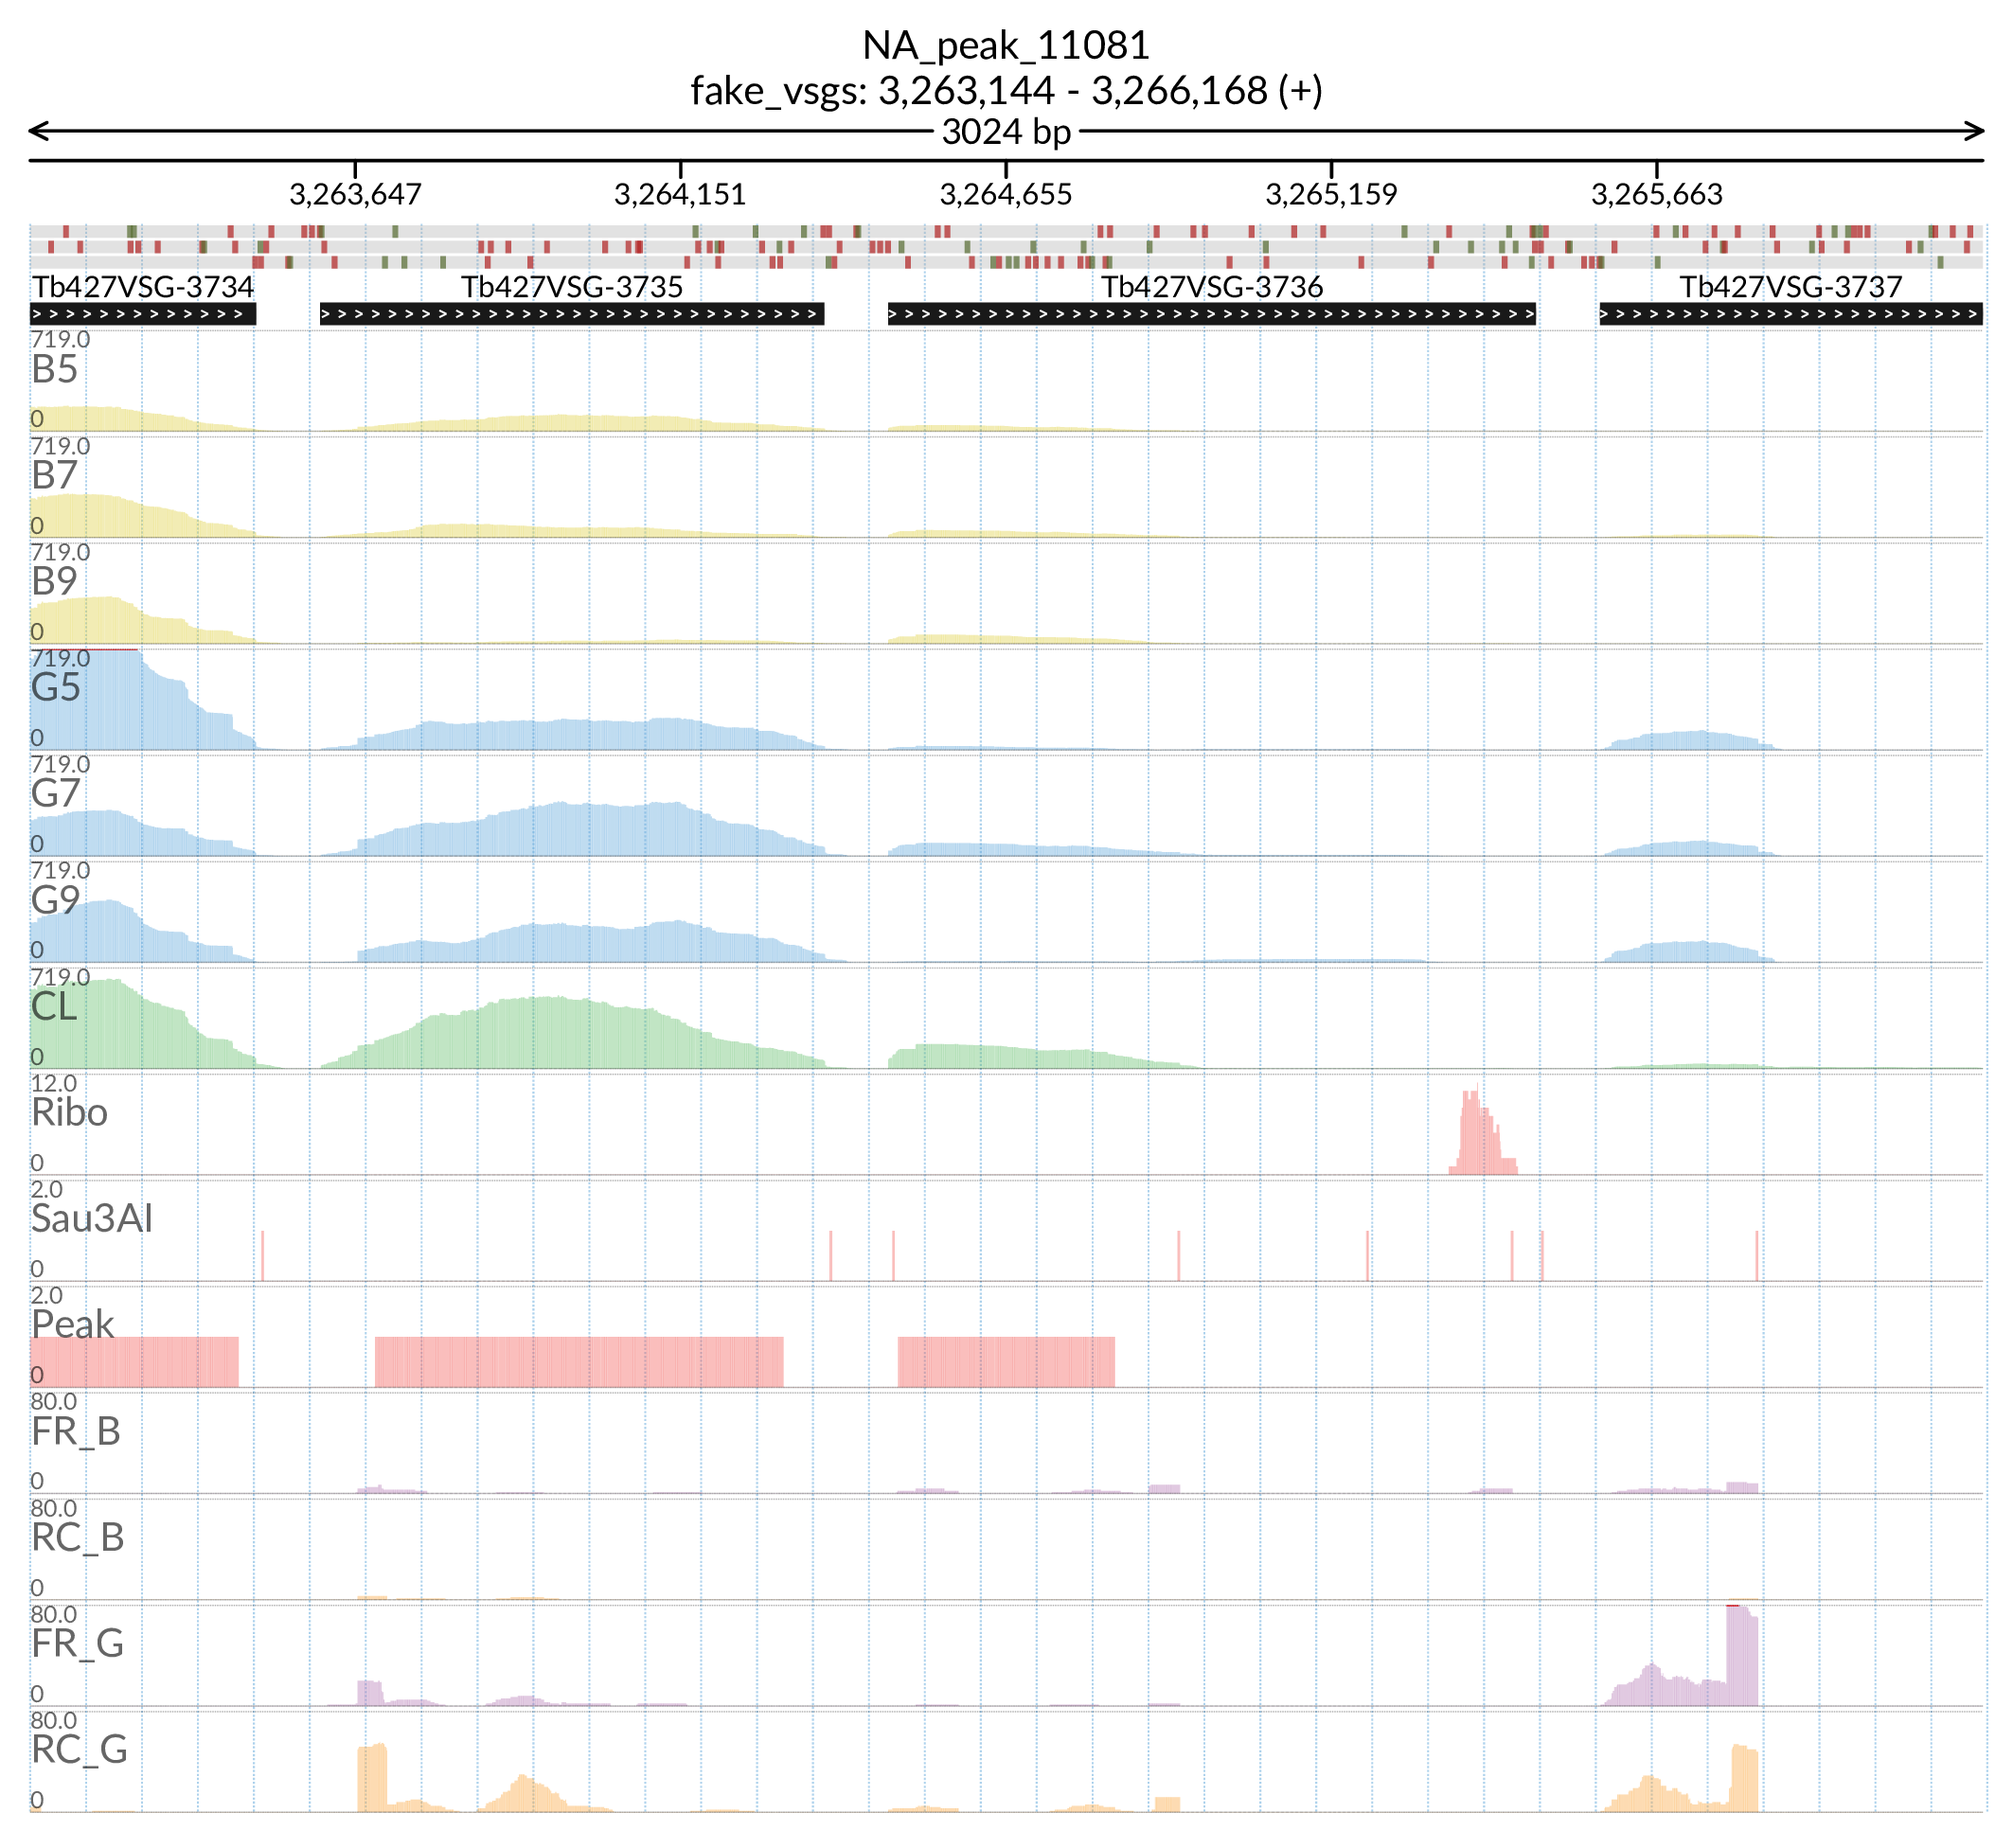 NA_peak_11081
fake_vsgs: 3,263,144 - 3,266,168 (+)
3024 bp
3,263,647 3,264,151 3,264,655 3,265,159 3,265,663
Tb427VSG-3734 Tb427VSG-3735 Tb427VSG-3736 Tb427VSG-3737
719.0
B5
0
719.0
B7
0
719.0
B9
0
719.0
G5
0
719.0
G7
0
719.0
G9
0
719.0
CL
0
12.0
Ribo
0
2.0
Sau3AI
0
2.0
Peak
0
80.0
FR_B
0
80.0
RC_B
0
80.0
FR_G
0
80.0
RC_G
0